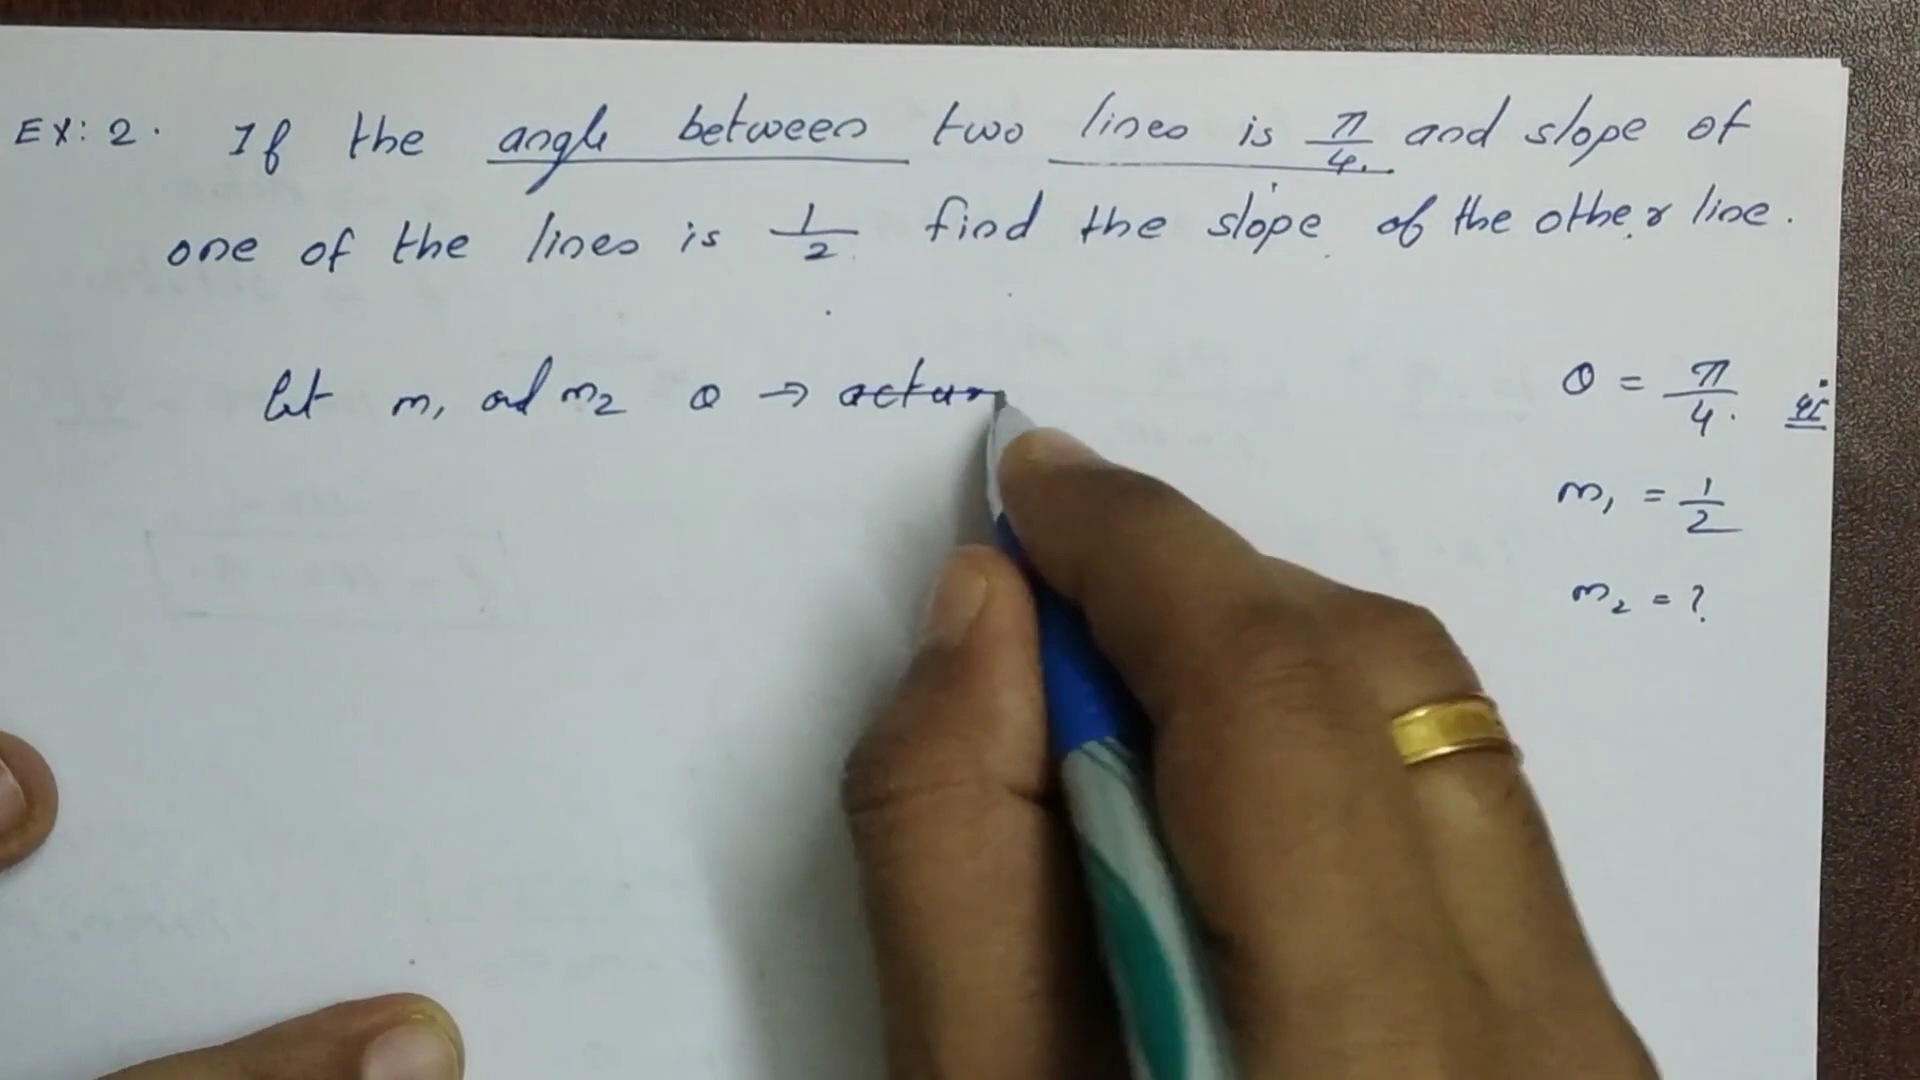 EX: 2. If the angle between two lines is π/4. and slope of
one of the lines is 1/2 find the slope of the other line.
let m₁ and m₂ θ →
θ = π/4.
m₁ = 1/2
m₂ = ?